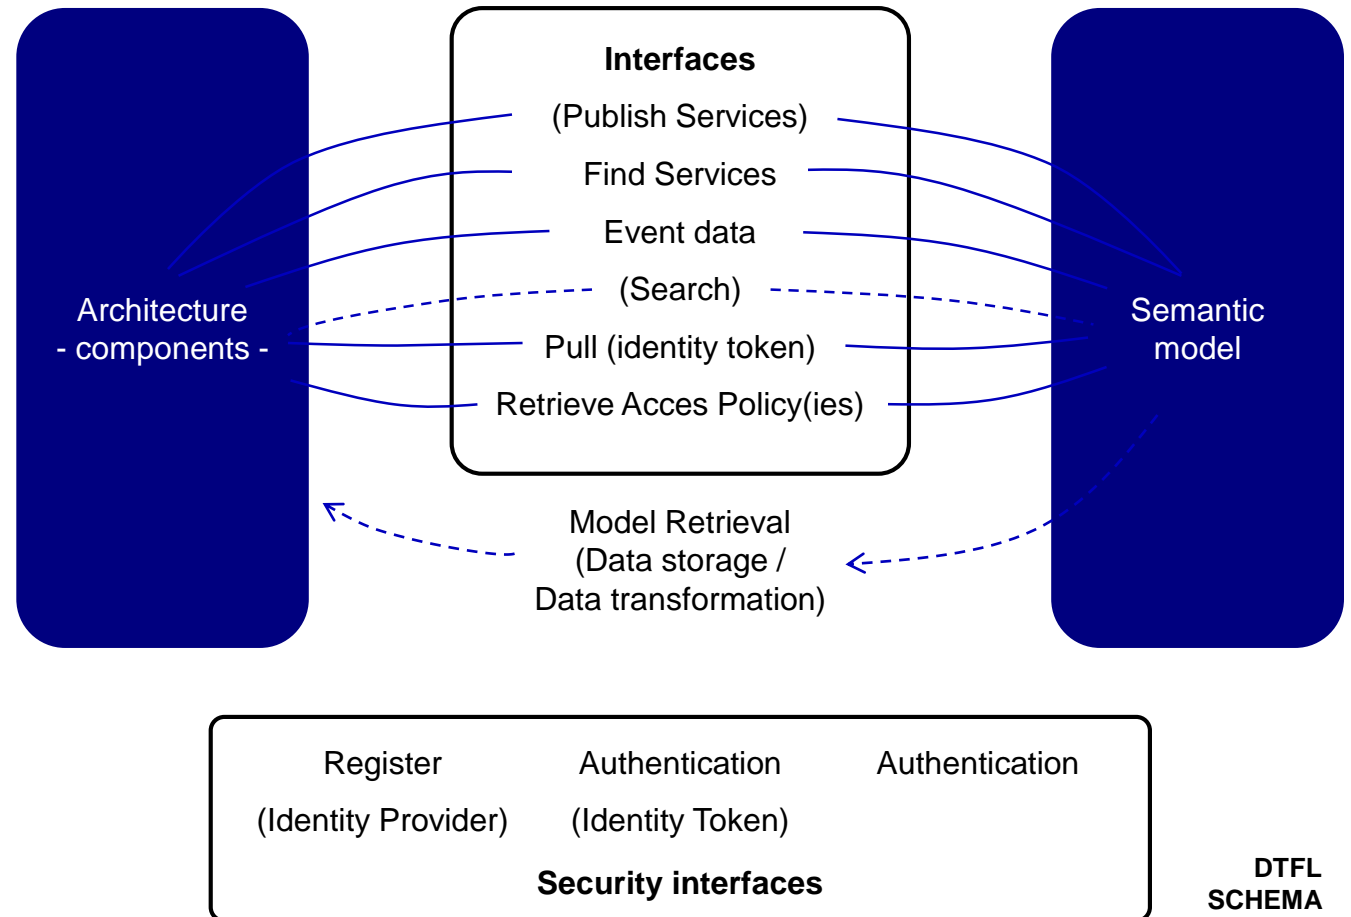 Interfaces
(Publish Services)
Find Services
Event data
(Search)
Pull (identity token)
Retrieve Acces Policy(ies)
Architecture
- components -
Semantic
model
Model Retrieval
(Data storage /
Data transformation)
Register
Authentication
Authentication
(Identity Provider)
(Identity Token)
Security interfaces
DTFL
SCHEMA